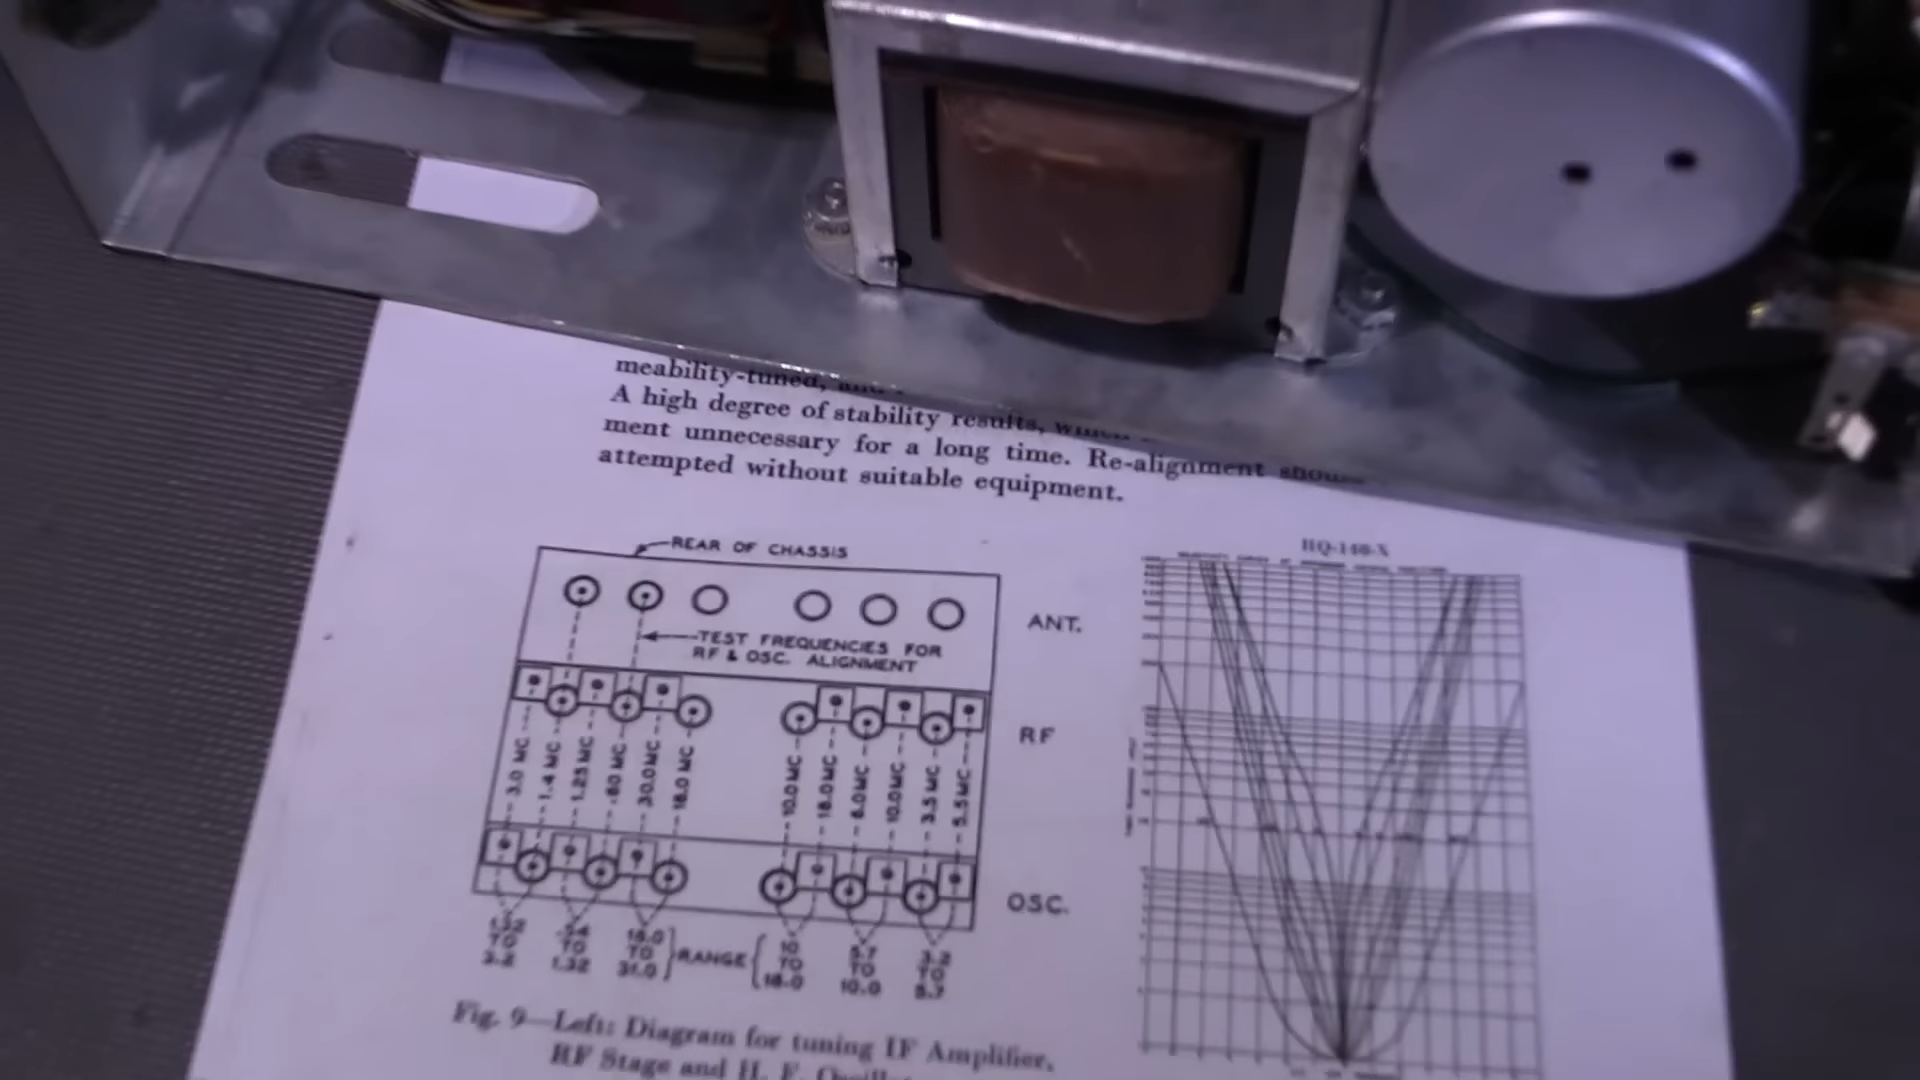 meability-tuned,
A high degree of stability results, which
ment unnecessary for a long time. Re-alignment
attempted without suitable equipment.
REAR OF CHASSIS
ANT.
TEST FREQUENCIES FOR
RF & OSC. ALIGNMENT
RF
3.0 MC
1.4 MC
1.25 MC
.60 MC
30.0 MC
18.0 MC
10.0 MC
18.0 MC
6.0 MC
10.0 MC
3.5 MC
5.5 MC
OSC.
1.32 TO 3.2
.54 TO 1.32
18.0 TO 31.0
RANGE
10 TO 18.0
5.7 TO 10.0
3.2 TO 5.7
HQ-140-X
Fig. 9—Left: Diagram for tuning IF Amplifier,
RF Stage and H. F.